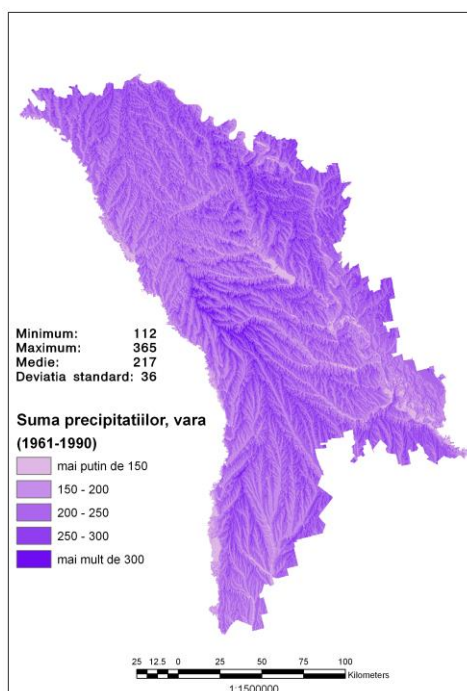 Minimum: 112
Maximum: 365
Medie: 217
Deviatia standard: 36
Suma precipitatiilor, vara
(1961-1990)
mai putin de 150
150 - 200
200 - 250
250 - 300
mai mult de 300
25 12.5 0 25 50 75 100
Kilometers
1:1500000